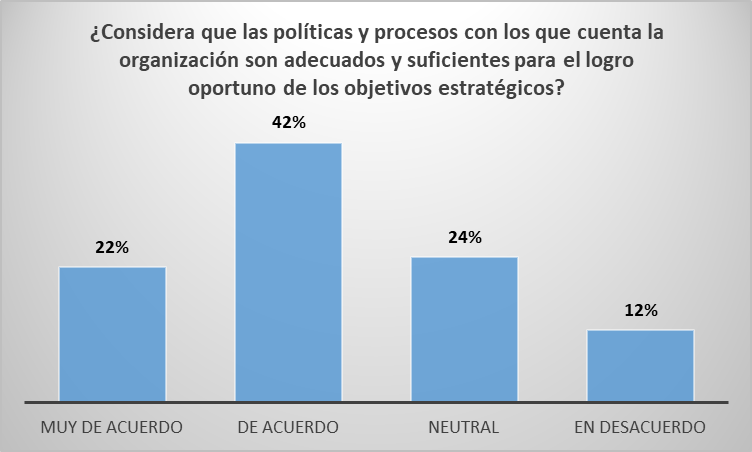 ¿Considera que las políticas y procesos con los que cuenta la
organización son adecuados y suficientes para el logro
oportuno de los objetivos estratégicos?
42%
22%
24%
12%
MUY DE ACUERDO
DE ACUERDO
NEUTRAL
EN DESACUERDO